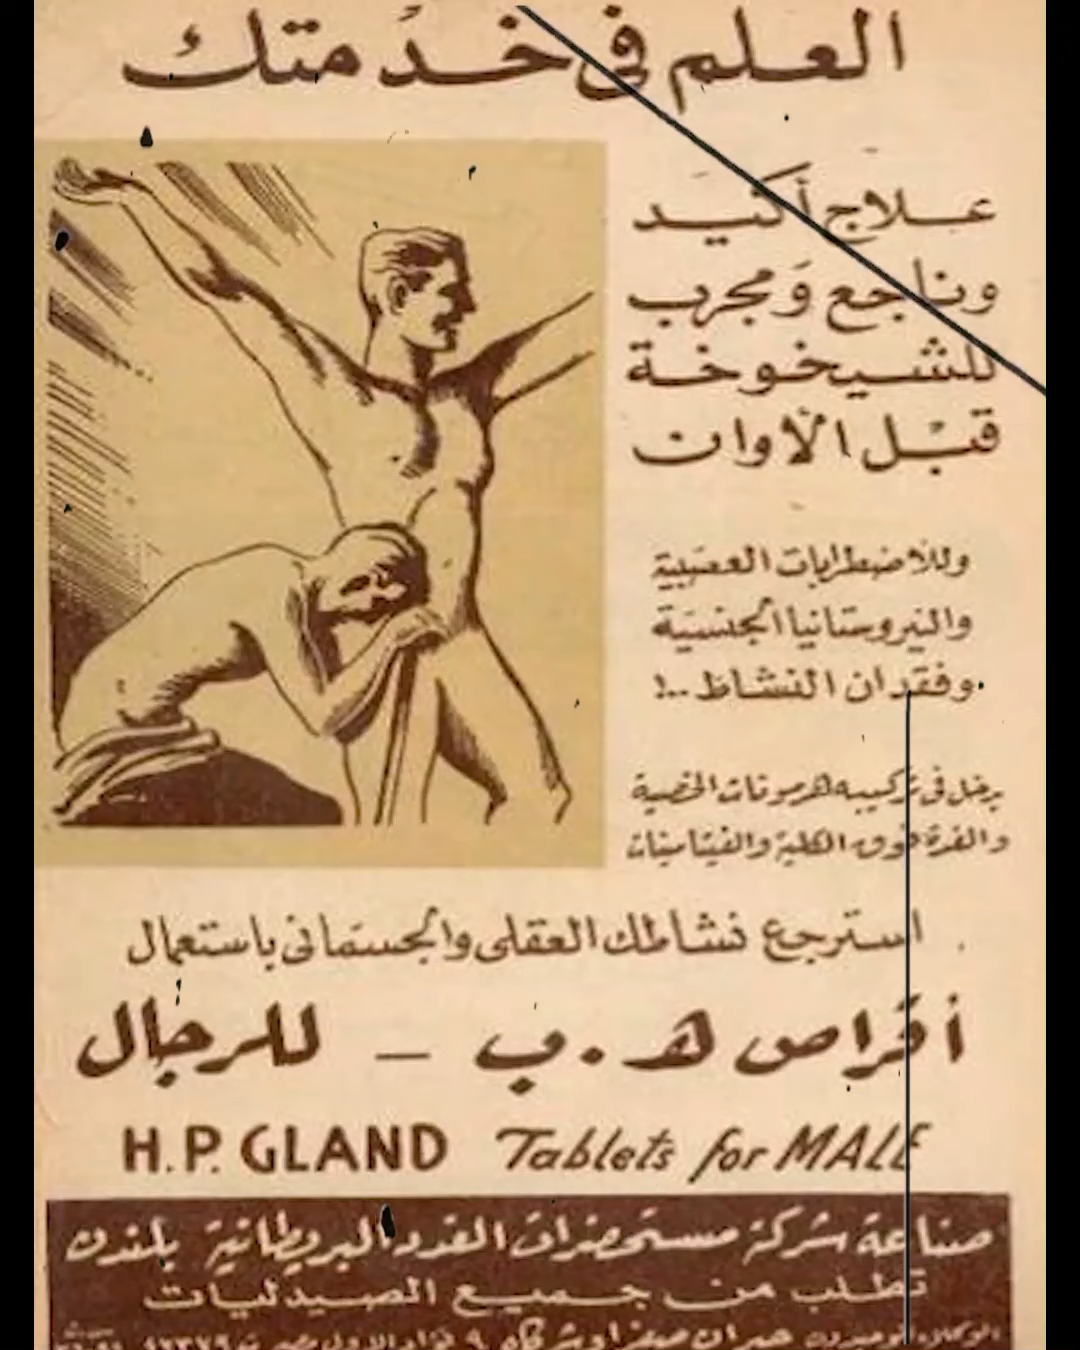 العلم في خدمتك
علاج أكيد
وناجع ومجرب
للشيخوخة
قبل الأوان
وللاضطرابات العصبية
والنيروستانيا الجنسية
وفقدان النشاط ..!
يدخل في تركيبه هرمونات الخصية
والغدة فوق الكلية والفيتامينات
استرجع نشاطك العقلى والجسمانى باستعمال
أقراص ھ . ب — للرجال
H.P. GLAND Tablets for MALE
صناعة شركة مستحضرات الغدد البريطانية بلندن
تطلب من جميع الصيدليات